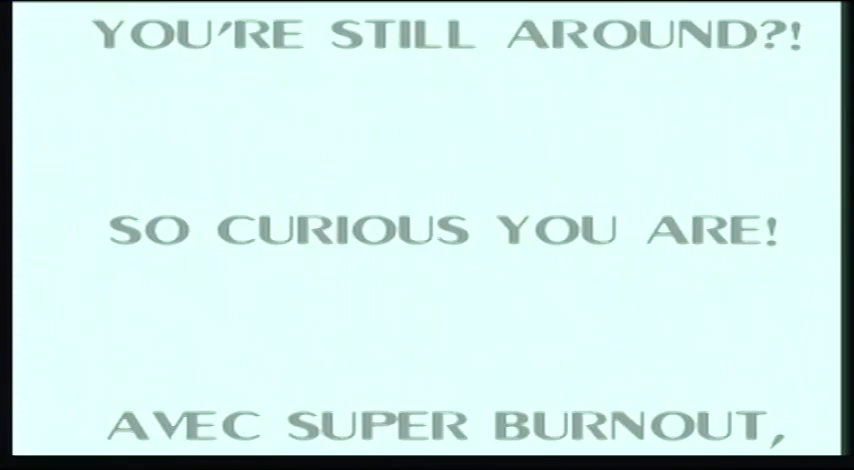 YOU'RE STILL AROUND?!
SO CURIOUS YOU ARE!
AVEC SUPER BURNOUT,